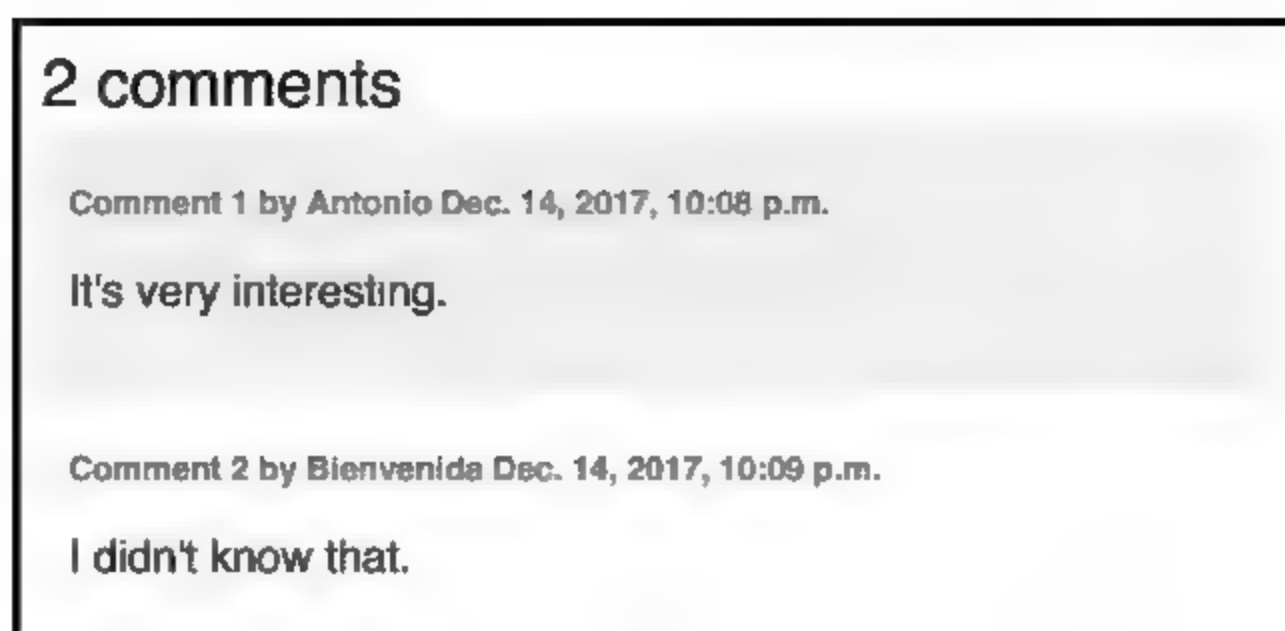 2 comments
Comment 1 by Antonio Dec. 14, 2017, 10:08 p.m.
It's very interesting.
Comment 2 by Bienvenida Dec. 14, 2017, 10:09 p.m.
I didn't know that.